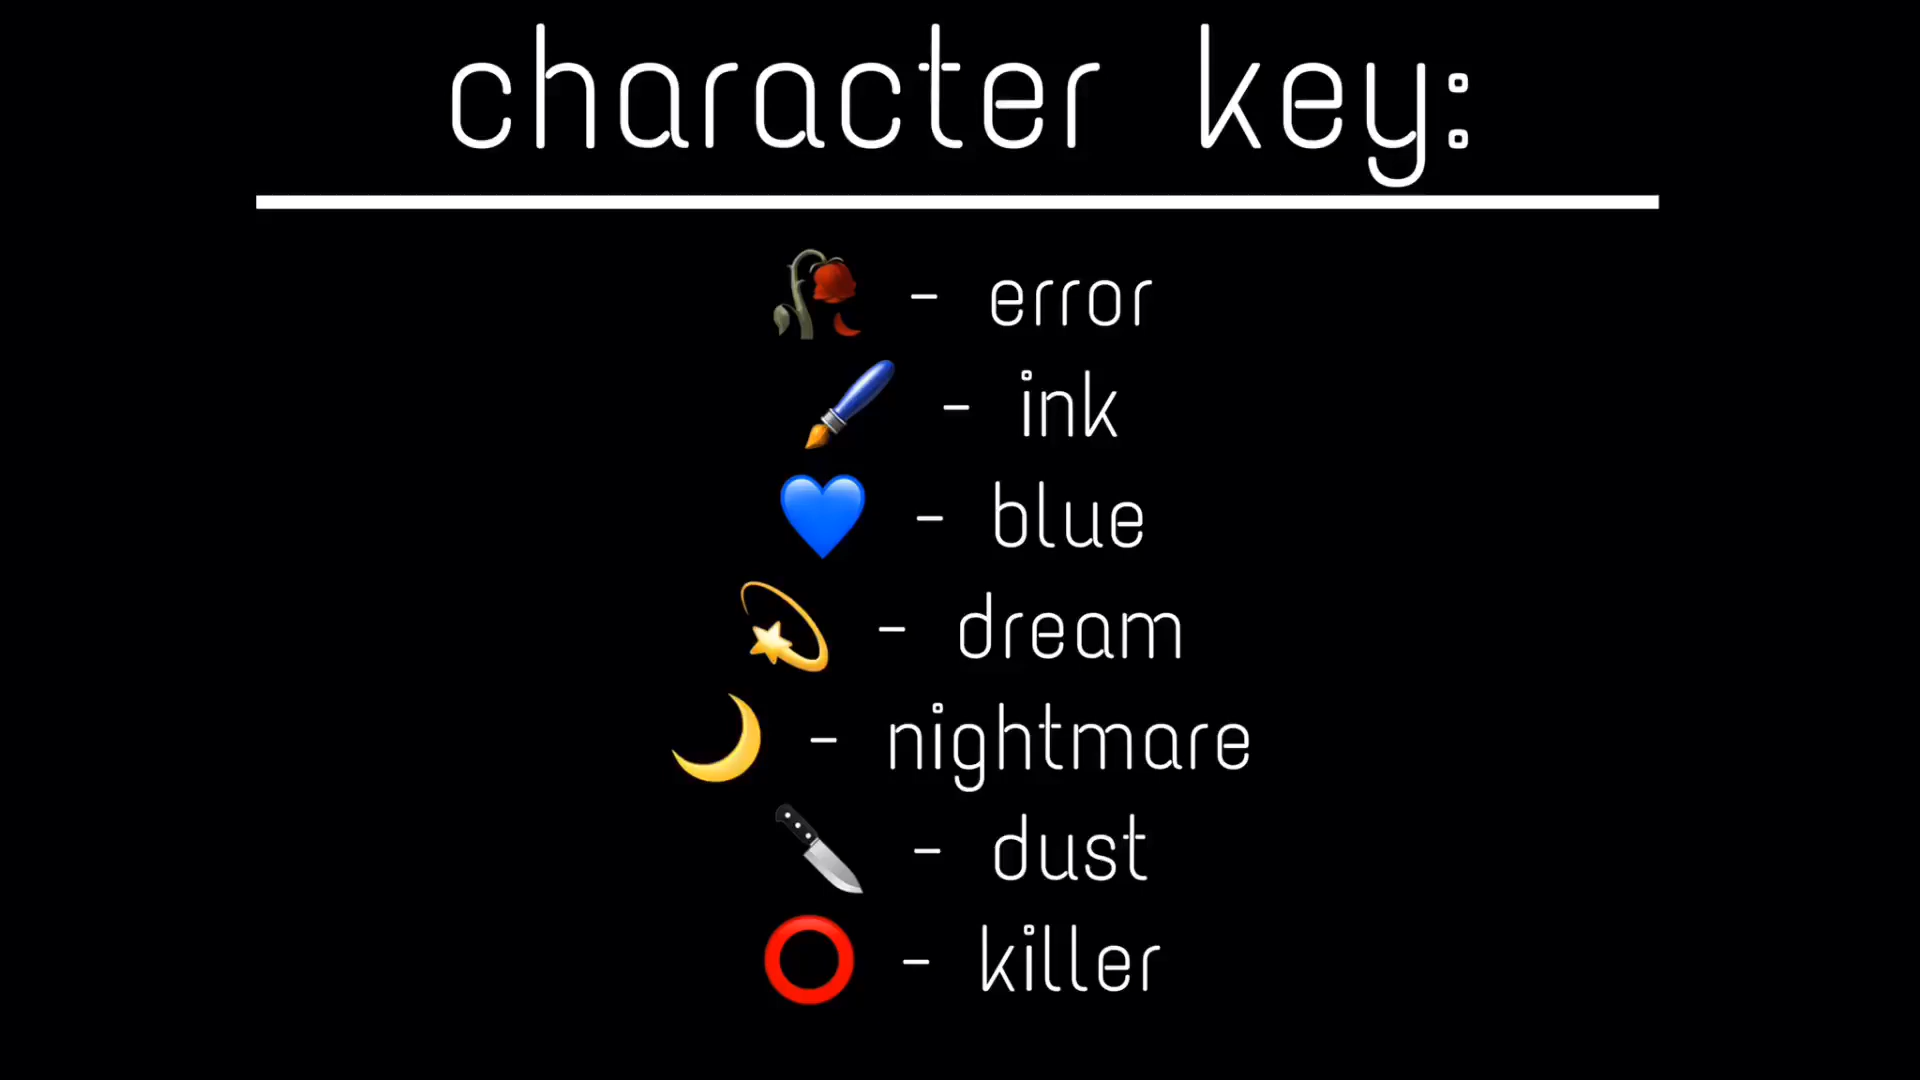 character key:
🥀 - error
🖌️ - ink
💙 - blue
💫 - dream
🌙 - nightmare
🔪 - dust
⭕ - killer